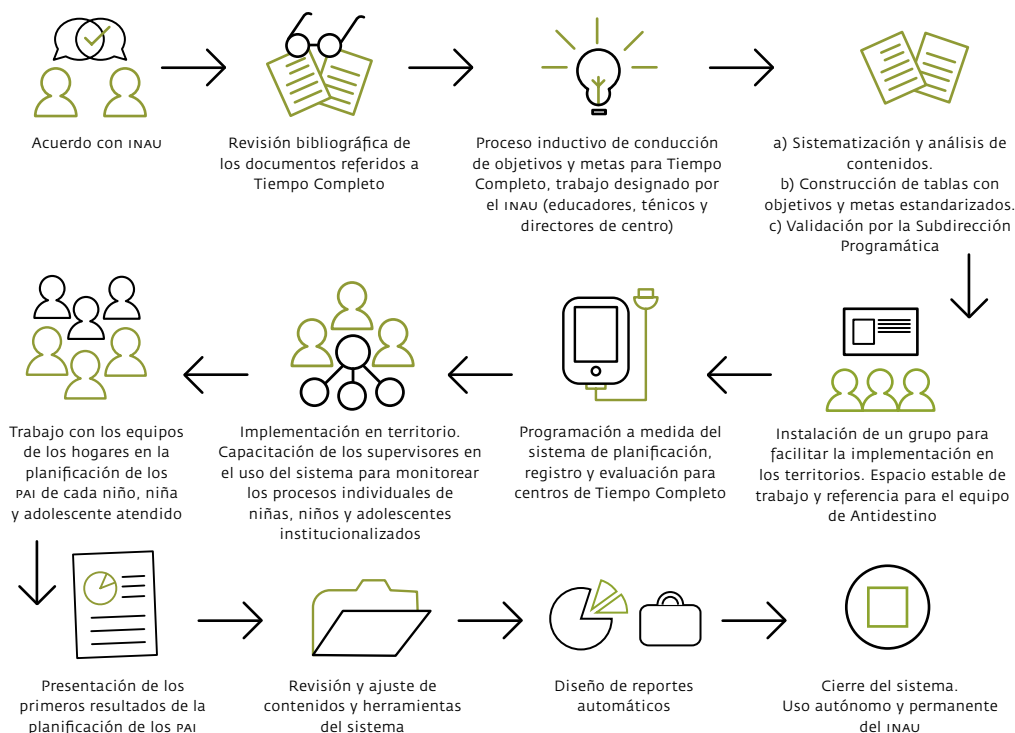 Acuerdo con INAU
Revisión bibliográfica de
los documentos referidos a
Tiempo Completo
Proceso inductivo de conducción
de objetivos y metas para Tiempo
Completo, trabajo designado por
el INAU (educadores, ténicos y
directores de centro)
a) Sistematización y análisis de
contenidos.
b) Construcción de tablas con
objetivos y metas estandarizados.
c) Validación por la Subdirección
Programática
Instalación de un grupo para
facilitar la implementación en
los territorios. Espacio estable de
trabajo y referencia para el equipo
de Antidestino
Programación a medida del
sistema de planificación,
registro y evaluación para
centros de Tiempo Completo
Implementación en territorio.
Capacitación de los supervisores en
el uso del sistema para monitorear
los procesos individuales de
niñas, niños y adolescentes
institucionalizados
Trabajo con los equipos
de los hogares en la
planificación de los
PAI de cada niño, niña
y adolescente atendido
Presentación de los
primeros resultados de la
planificación de los PAI
Revisión y ajuste de
contenidos y herramientas
del sistema
Diseño de reportes
automáticos
Cierre del sistema.
Uso autónomo y permanente
del INAU